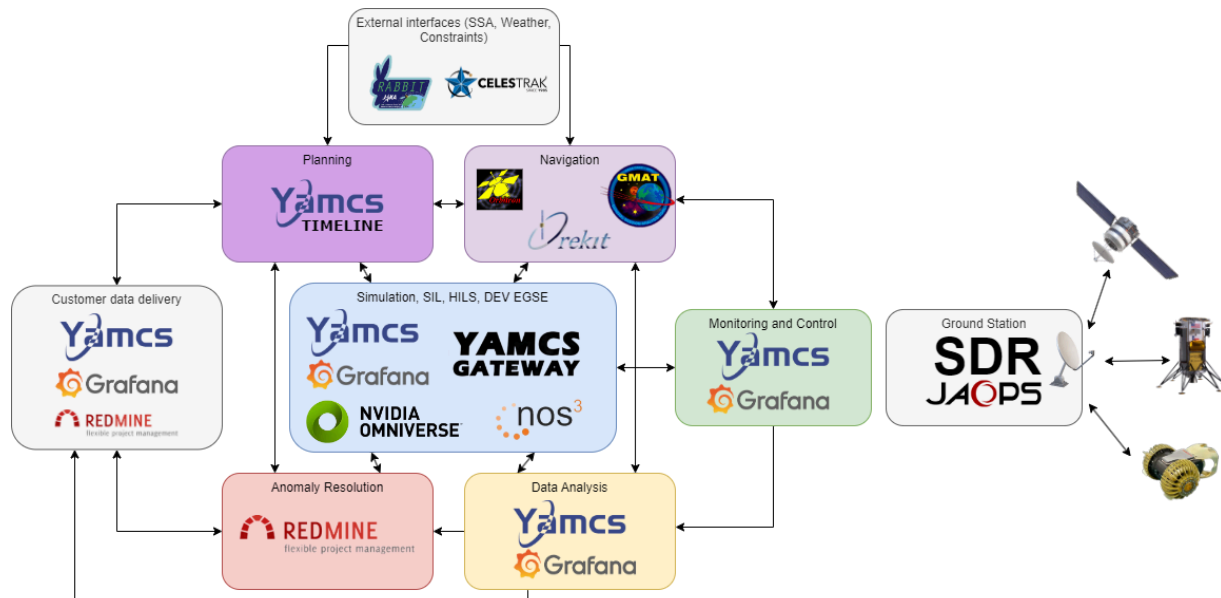 External interfaces (SSA, Weather,
Constraints)
RABBIT
CELESTRAK
Planning
Yamcs
TIMELINE
Navigation
GMAT
Orekit
Customer data delivery
Yamcs
Grafana
REDMINE
flexible project management
Simulation, SIL, HILS, DEV EGSE
Yamcs
Grafana
YAMCS
GATEWAY
NVIDIA
OMNIVERSE
nos3
Monitoring and Control
Yamcs
Grafana
Ground Station
SDR
JAOPS
Anomaly Resolution
REDMINE
flexible project management
Data Analysis
Yamcs
Grafana